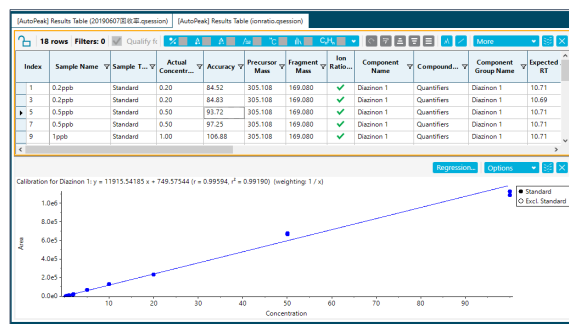 [AutoPeak] Results Table (20190607回收率.qsession) [AutoPeak] Results Table (ionratio.qsession)
18 rows Filters: 0 Qualify fo More
Index Sample Name Sample T... Actual Concentr... Accuracy Precursor Mass Fragment Mass Ion Ratio... Component Name Compound... Component Group Name Expected RT
1 0.2ppb Standard 0.20 84.52 305.108 169.080 ✔ Diazinon 1 Quantifiers Diazinon 1 10.71
3 0.2ppb Standard 0.20 84.83 305.108 169.080 ✔ Diazinon 1 Quantifiers Diazinon 1 10.69
5 0.5ppb Standard 0.50 93.72 305.108 169.080 ✔ Diazinon 1 Quantifiers Diazinon 1 10.71
7 0.5ppb Standard 0.50 97.25 305.108 169.080 ✔ Diazinon 1 Quantifiers Diazinon 1 10.71
9 1ppb Standard 1.00 106.88 305.108 169.080 ✔ Diazinon 1 Quantifiers Diazinon 1 10.71
Regression... Options
Calibration for Diazinon 1: y = 11915.54185 x + 749.57544 (r = 0.99594, r² = 0.99190) (weighting: 1 / x)
Standard
Excl. Standard
1.0e6
8.0e5
6.0e5
4.0e5
2.0e5
0.0e0
Area
10 20 30 40 50 60 70 80 90
Concentration